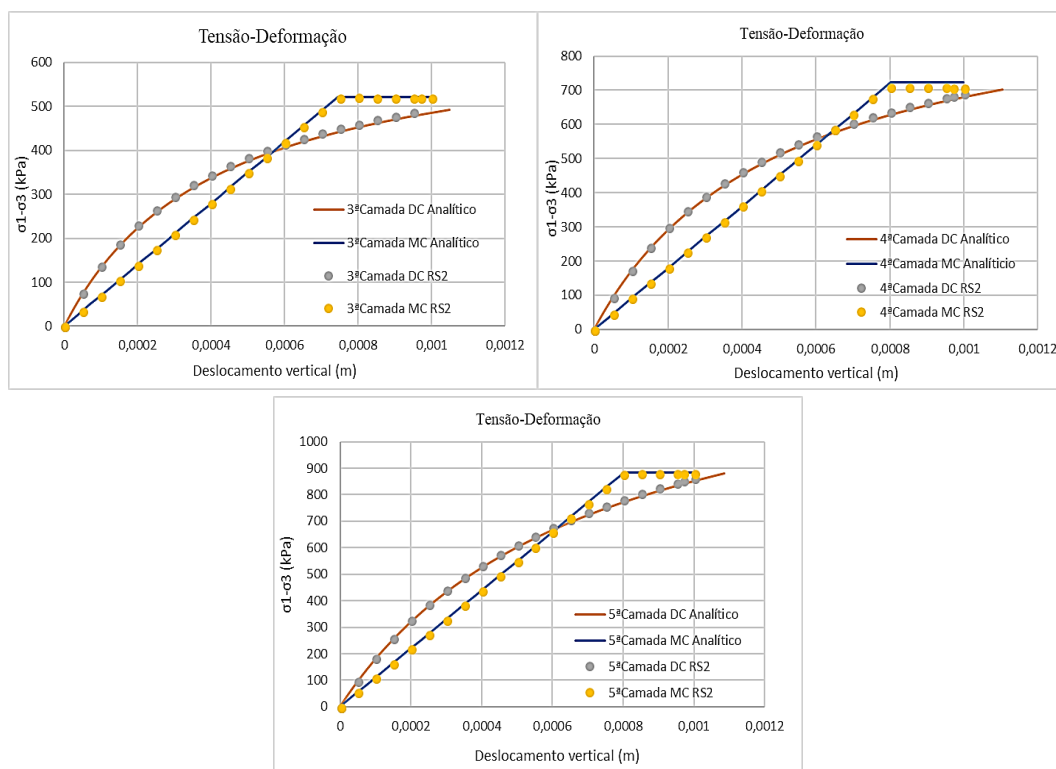 Tensão-Deformação
600
500
400
300
200
100
0
σ1-σ3 (kPa)
3ªCamada DC Analítico
3ªCamada MC Analítico
3ªCamada DC RS2
3ªCamada MC RS2
0 0,0002 0,0004 0,0006 0,0008 0,001 0,0012
Deslocamento vertical (m)
Tensão-Deformação
800
700
600
500
400
300
200
100
0
σ1-σ3 (kPa)
4ªCamada DC Analítico
4ªCamada MC Analíticio
4ªCamada DC RS2
4ªCamada MC RS2
0 0,0002 0,0004 0,0006 0,0008 0,001 0,0012
Deslocamento vertical (m)
Tensão-Deformação
1000
900
800
700
600
500
400
300
200
100
0
σ1-σ3 (kPa)
5ªCamada DC Analítico
5ªCamada MC Analítico
5ªCamada DC RS2
5ªCamada MC RS2
0 0,0002 0,0004 0,0006 0,0008 0,001 0,0012
Deslocamento vertical (m)